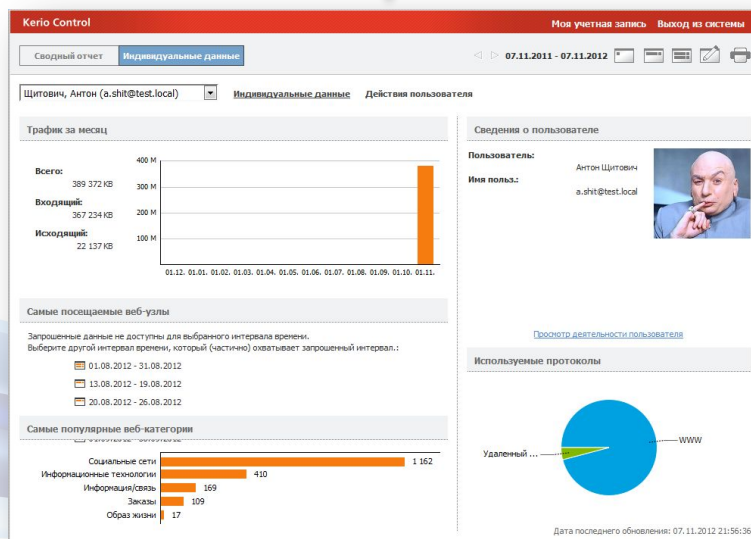 Kerio Control
Моя учетная запись Выход из системы
Сводный отчет Индивидуальные данные 07.11.2011 - 07.11.2012
Щитович, Антон (a.shit@test.local) Индивидуальные данные Действия пользователя
Трафик за месяц
Всего:
389 372 KB
Входящий:
367 234 KB
Исходящий:
22 137 KB
400 M
300 M
200 M
100 M
01.12. 01.01. 01.02. 01.03. 01.04. 01.05. 01.06. 01.07. 01.08. 01.09. 01.10. 01.11.
Сведения о пользователе
Пользователь:
Антон Щитович
Имя польз.:
a.shit@test.local
Просмотр деятельности пользователя
Самые посещаемые веб-узлы
Запрошенные данные не доступны для выбранного интервала времени.
Выберите другой интервал времени, который (частично) охватывает запрошенный интервал.:
01.08.2012 - 31.08.2012
13.08.2012 - 19.08.2012
20.08.2012 - 26.08.2012
Самые популярные веб-категории
Социальные сети 1 162
Информационные технологии 410
Информация/связь 169
Заказы 109
Образ жизни 17
Используемые протоколы
WWW
Удаленный ...
Дата последнего обновления: 07.11.2012 21:56:36